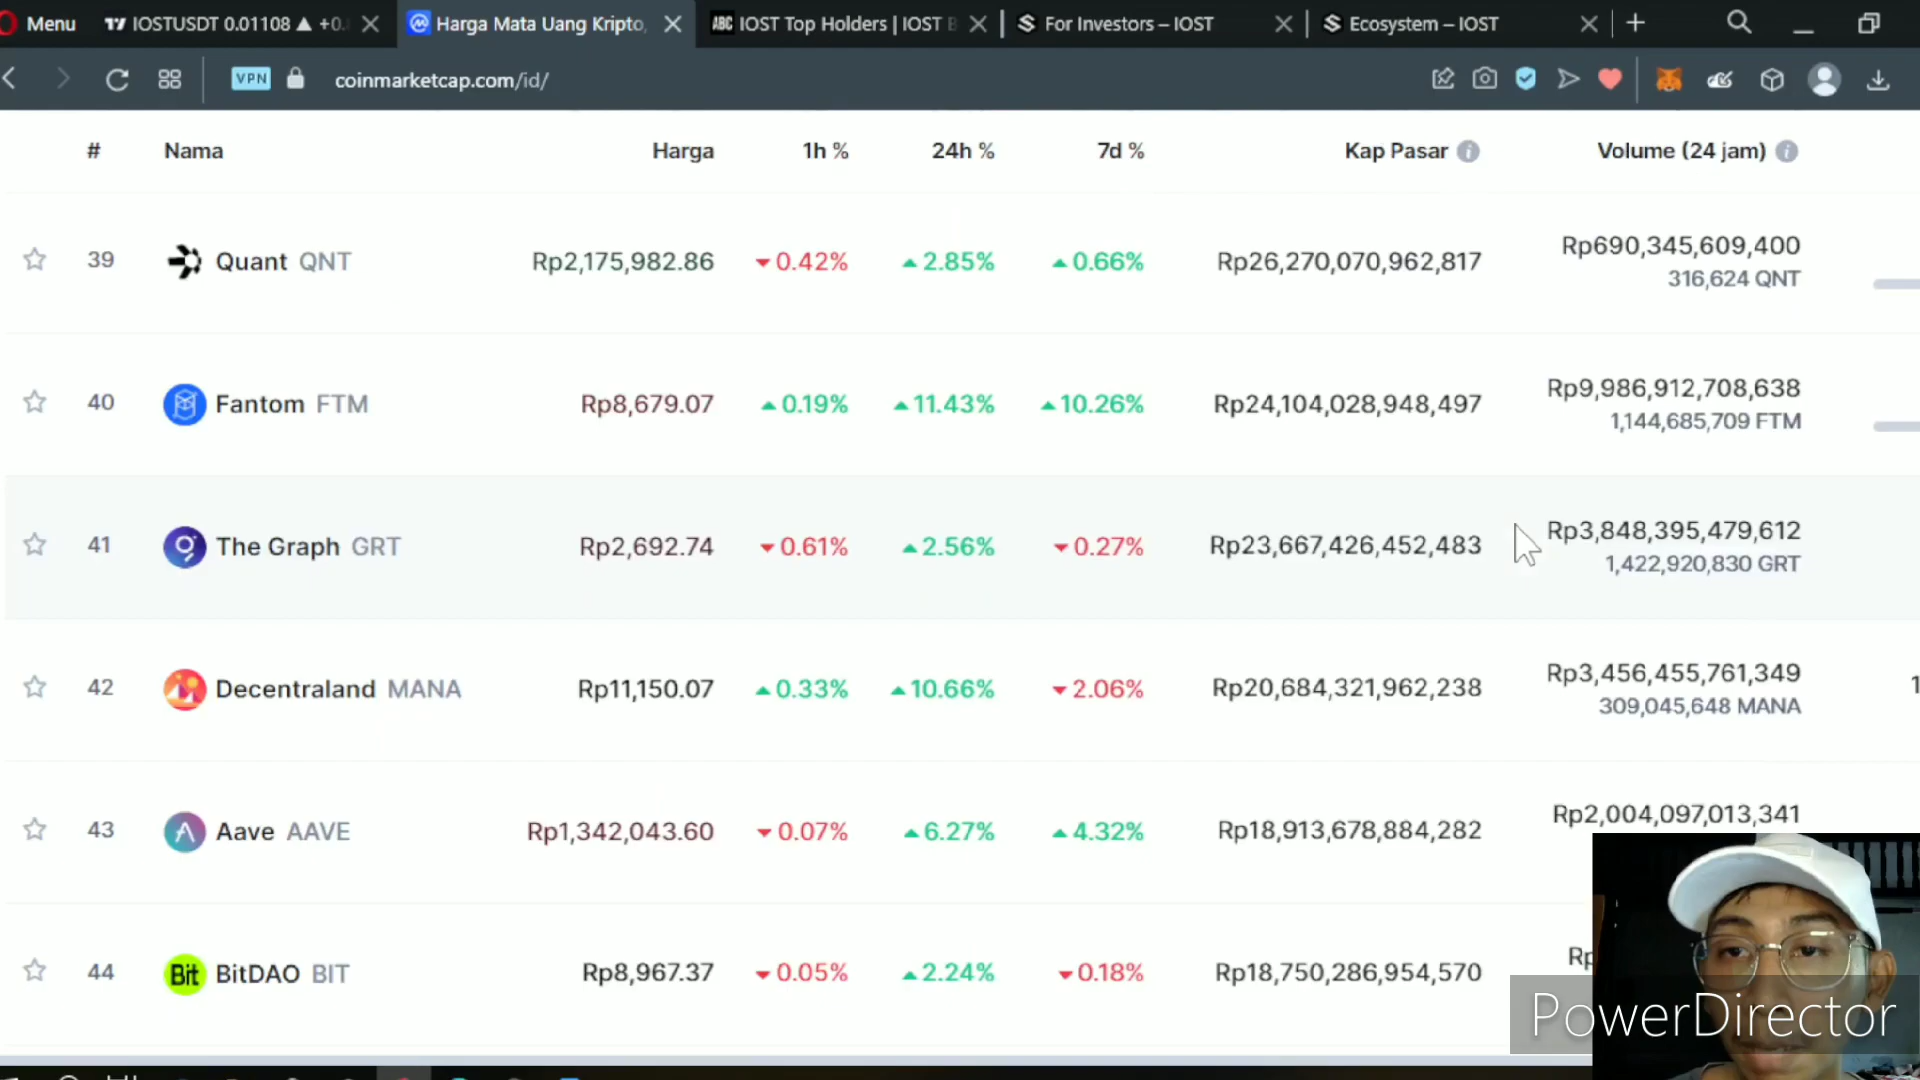 Menu
IOSTUSDT 0.01108 ▲ +0.
Harga Mata Uang Kripto,
ABC IOST Top Holders | IOST B
For Investors – IOST
Ecosystem – IOST
VPN
coinmarketcap.com/id/
# Nama Harga 1h % 24h % 7d % Kap Pasar Volume (24 jam)
39 Quant QNT Rp2,175,982.86 0.42% 2.85% 0.66% Rp26,270,070,962,817 Rp690,345,609,400
316,624 QNT
40 Fantom FTM Rp8,679.07 0.19% 11.43% 10.26% Rp24,104,028,948,497 Rp9,986,912,708,638
1,144,685,709 FTM
41 The Graph GRT Rp2,692.74 0.61% 2.56% 0.27% Rp23,667,426,452,483 Rp3,848,395,479,612
1,422,920,830 GRT
42 Decentraland MANA Rp11,150.07 0.33% 10.66% 2.06% Rp20,684,321,962,238 Rp3,456,455,761,349 1
309,045,648 MANA
43 Aave AAVE Rp1,342,043.60 0.07% 6.27% 4.32% Rp18,913,678,884,282 Rp2,004,097,013,341
44 Bit BitDAO BIT Rp8,967.37 0.05% 2.24% 0.18% Rp18,750,286,954,570 Rp
PowerDirector